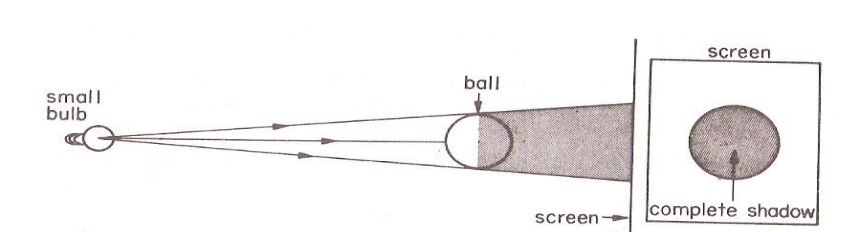 small
bulb
ball
screen
screen
complete shadow